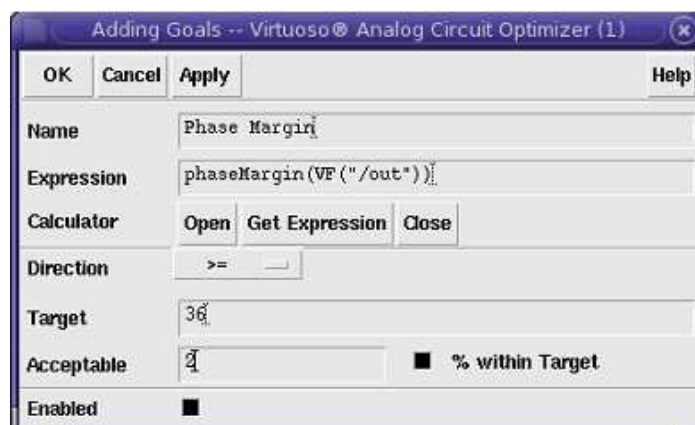 Adding Goals -- Virtuoso® Analog Circuit Optimizer (1)
OK Cancel Apply Help
Name Phase Margin
Expression phaseMargin(VF("/out"))
Calculator Open Get Expression Close
Direction >=
Target 36
Acceptable 2 % within Target
Enabled